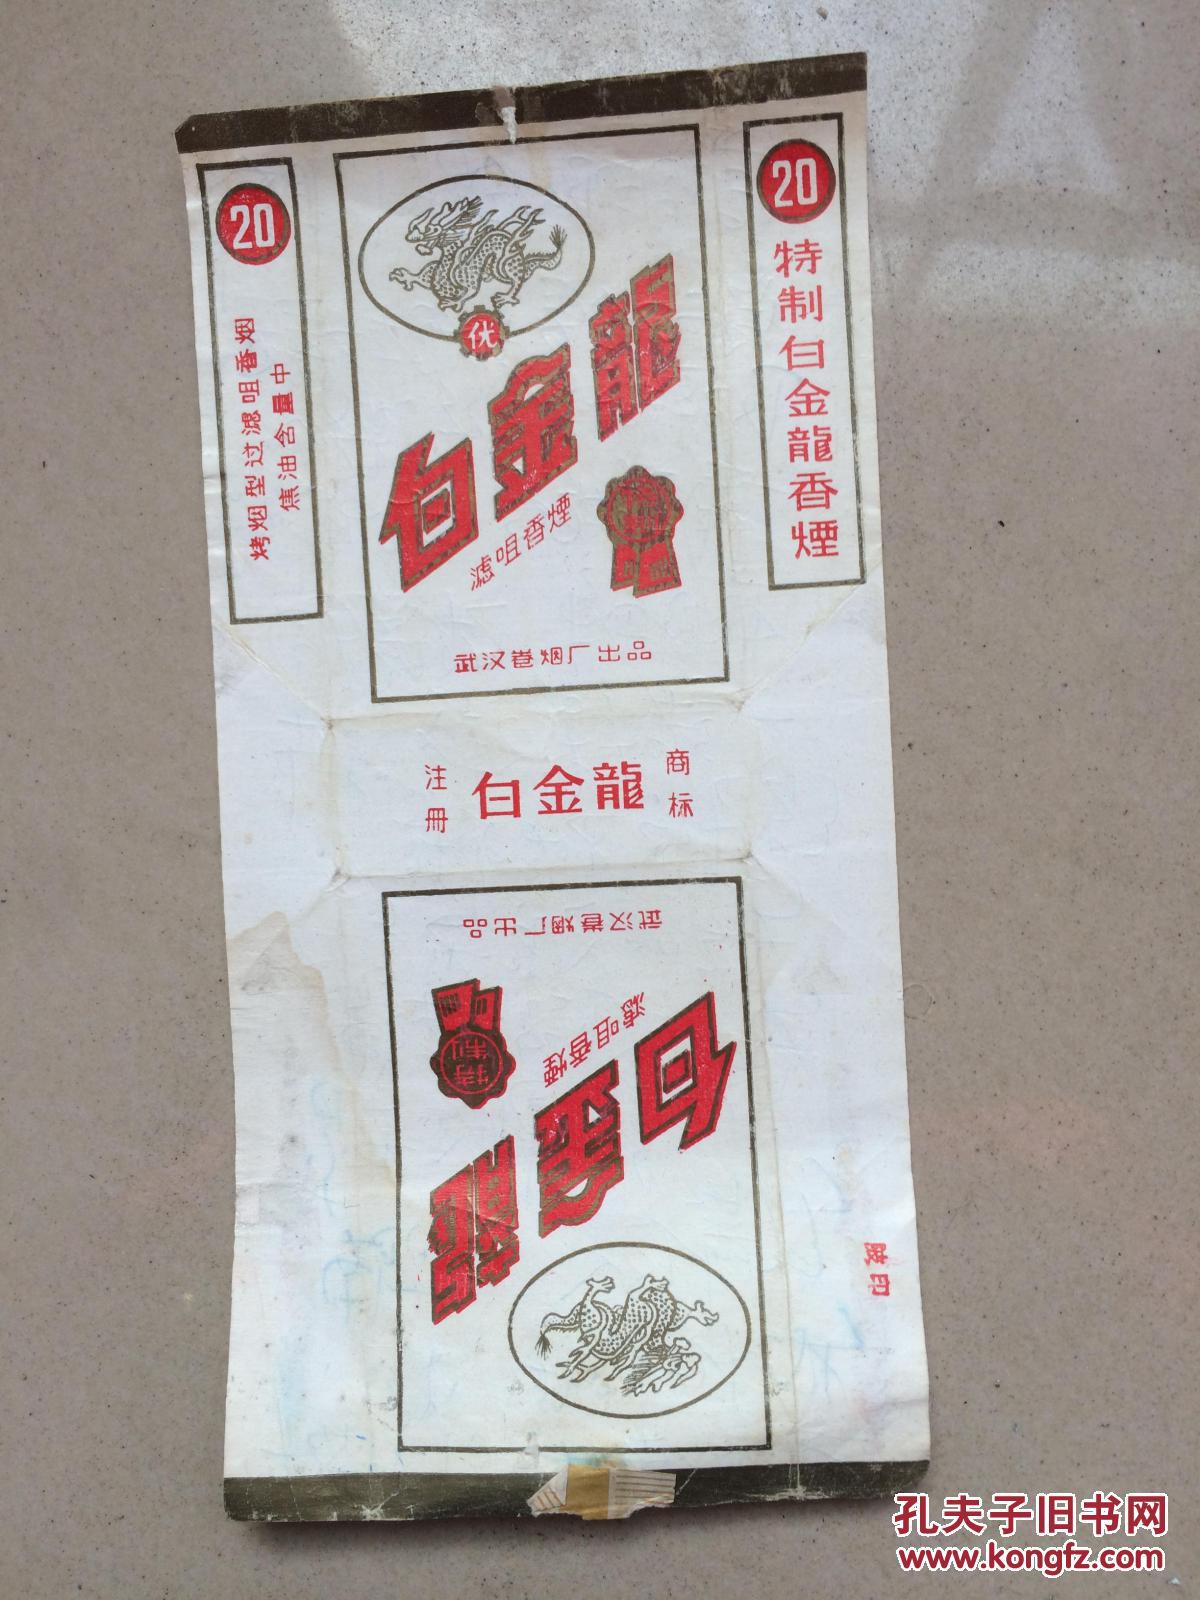 20
烤烟型过滤咀香烟
焦油含量中
优
白金龍
滤咀香煙
武汉卷烟厂出品
20
特制白金龍香煙
注册
白金龍
商标
武汉卷烟厂出品
滤咀香煙
特制
白金龍
孔夫子旧书网
www.kongfz.com